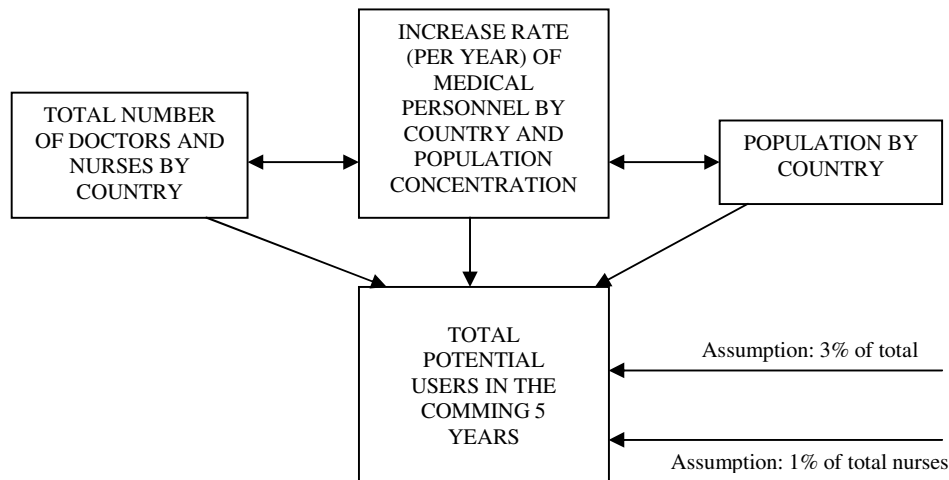 INCREASE RATE
(PER YEAR) OF
MEDICAL
PERSONNEL BY
COUNTRY AND
POPULATION
CONCENTRATION
TOTAL NUMBER
OF DOCTORS AND
NURSES BY
COUNTRY
POPULATION BY
COUNTRY
TOTAL
POTENTIAL
USERS IN THE
COMMING 5
YEARS
Assumption: 3% of total
Assumption: 1% of total nurses